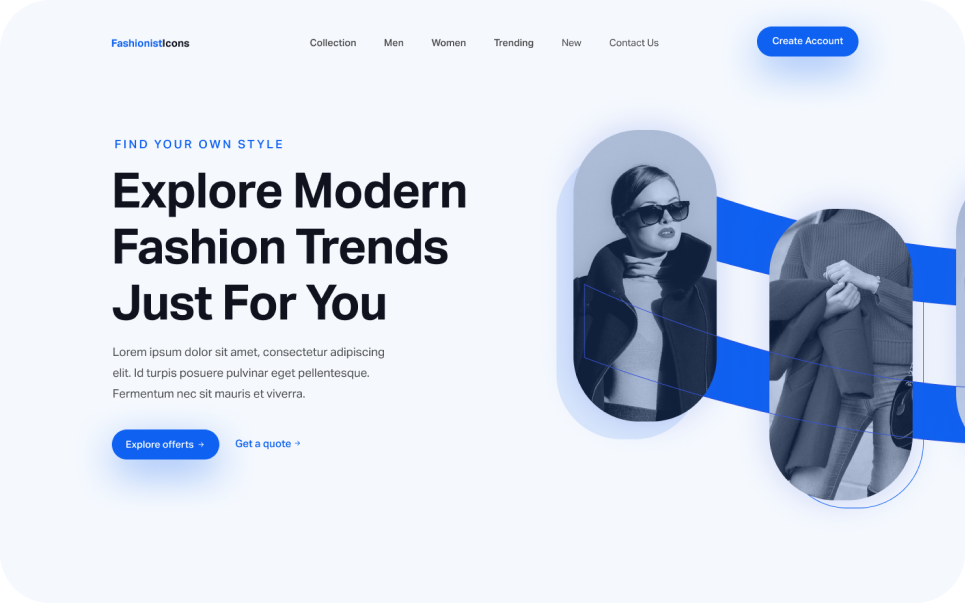 FashionistIcons
Collection Men Women Trending New Contact Us
Create Account
FIND YOUR OWN STYLE
Explore Modern
Fashion Trends
Just For You
Lorem ipsum dolor sit amet, consectetur adipiscing
elit. Id turpis posuere pulvinar eget pellentesque.
Fermentum nec sit mauris et viverra.
Explore offerts →
Get a quote →